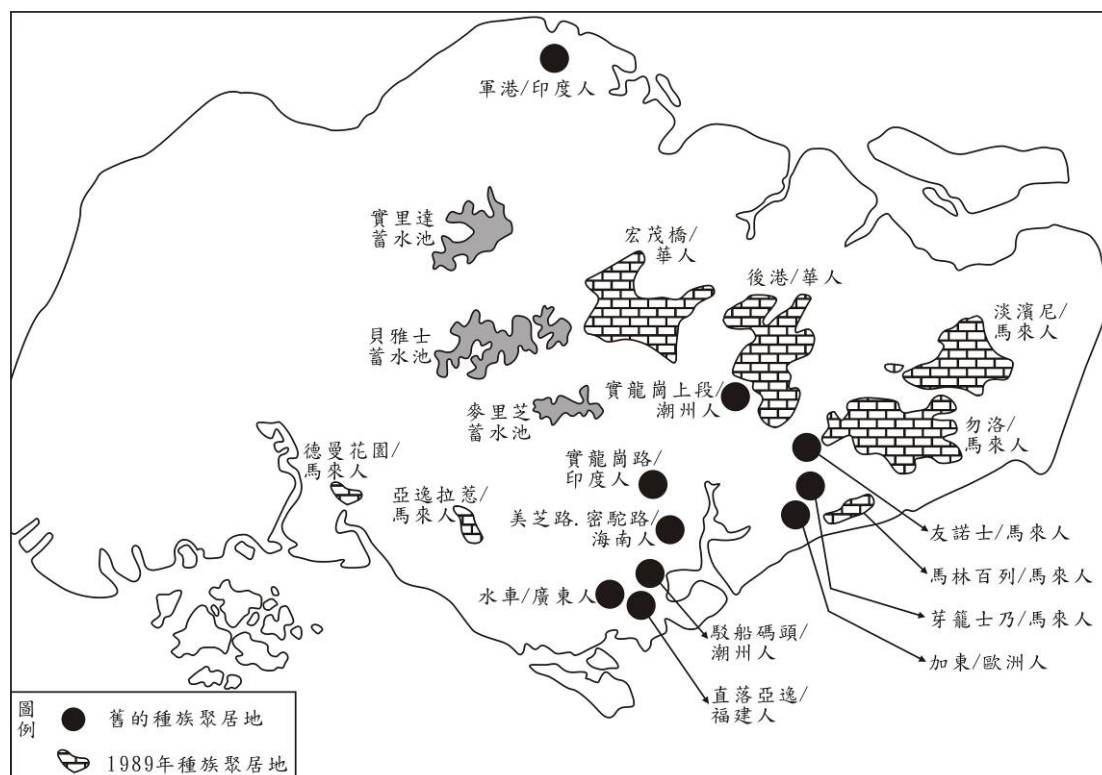 軍港/印度人
實里達
蓄水池
宏茂橋/
華人
後港/華人
淡濱尼/
馬來人
貝雅士
蓄水池
實龍崗上段/
潮州人
麥里芝
蓄水池
勿洛/
馬來人
德曼花園/
馬來人
實龍崗路/
印度人
亞逸拉惹/
馬來人
美芝路.密駝路/
海南人
友諾士/馬來人
馬林百列/馬來人
水車/廣東人
芽籠士乃/馬來人
駁船碼頭/
潮州人
加東/歐洲人
直落亞逸/
福建人
圖例
舊的種族聚居地
1989年種族聚居地